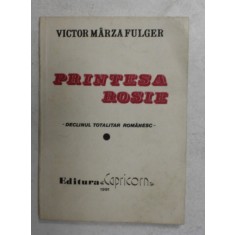 VICTOR MÂRZA FULGER
PRINTESA
ROSIE
-DECLINUL TOTALITAR ROMÂNESC-
Editura Capricorn